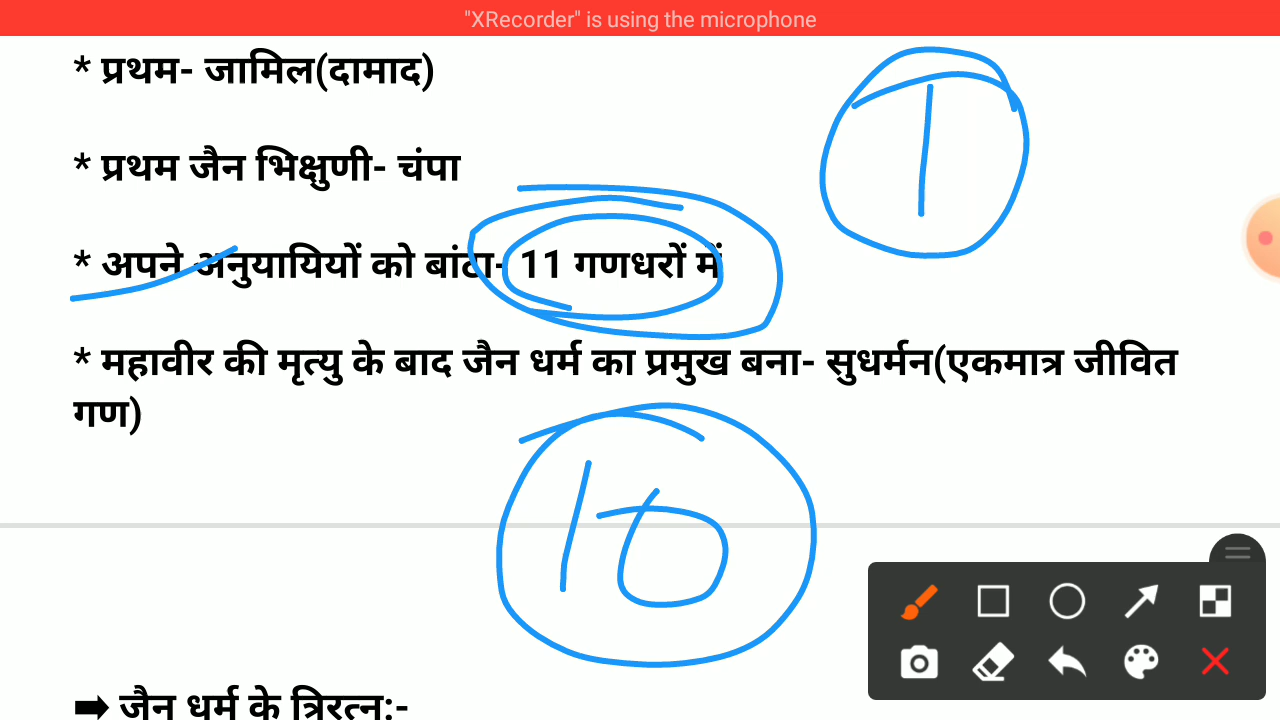 "XRecorder" is using the microphone
* प्रथम- जामिल(दामाद)
1
* प्रथम जैन भिक्षुणी- चंपा
* अपने अनुयायियों को बांटा- 11 गणधरों में
* महावीर की मृत्यु के बाद जैन धर्म का प्रमुख बना- सुधर्मन(एकमात्र जीवित
गण)
10
➡ जैन धर्म के त्रिरत्न:-